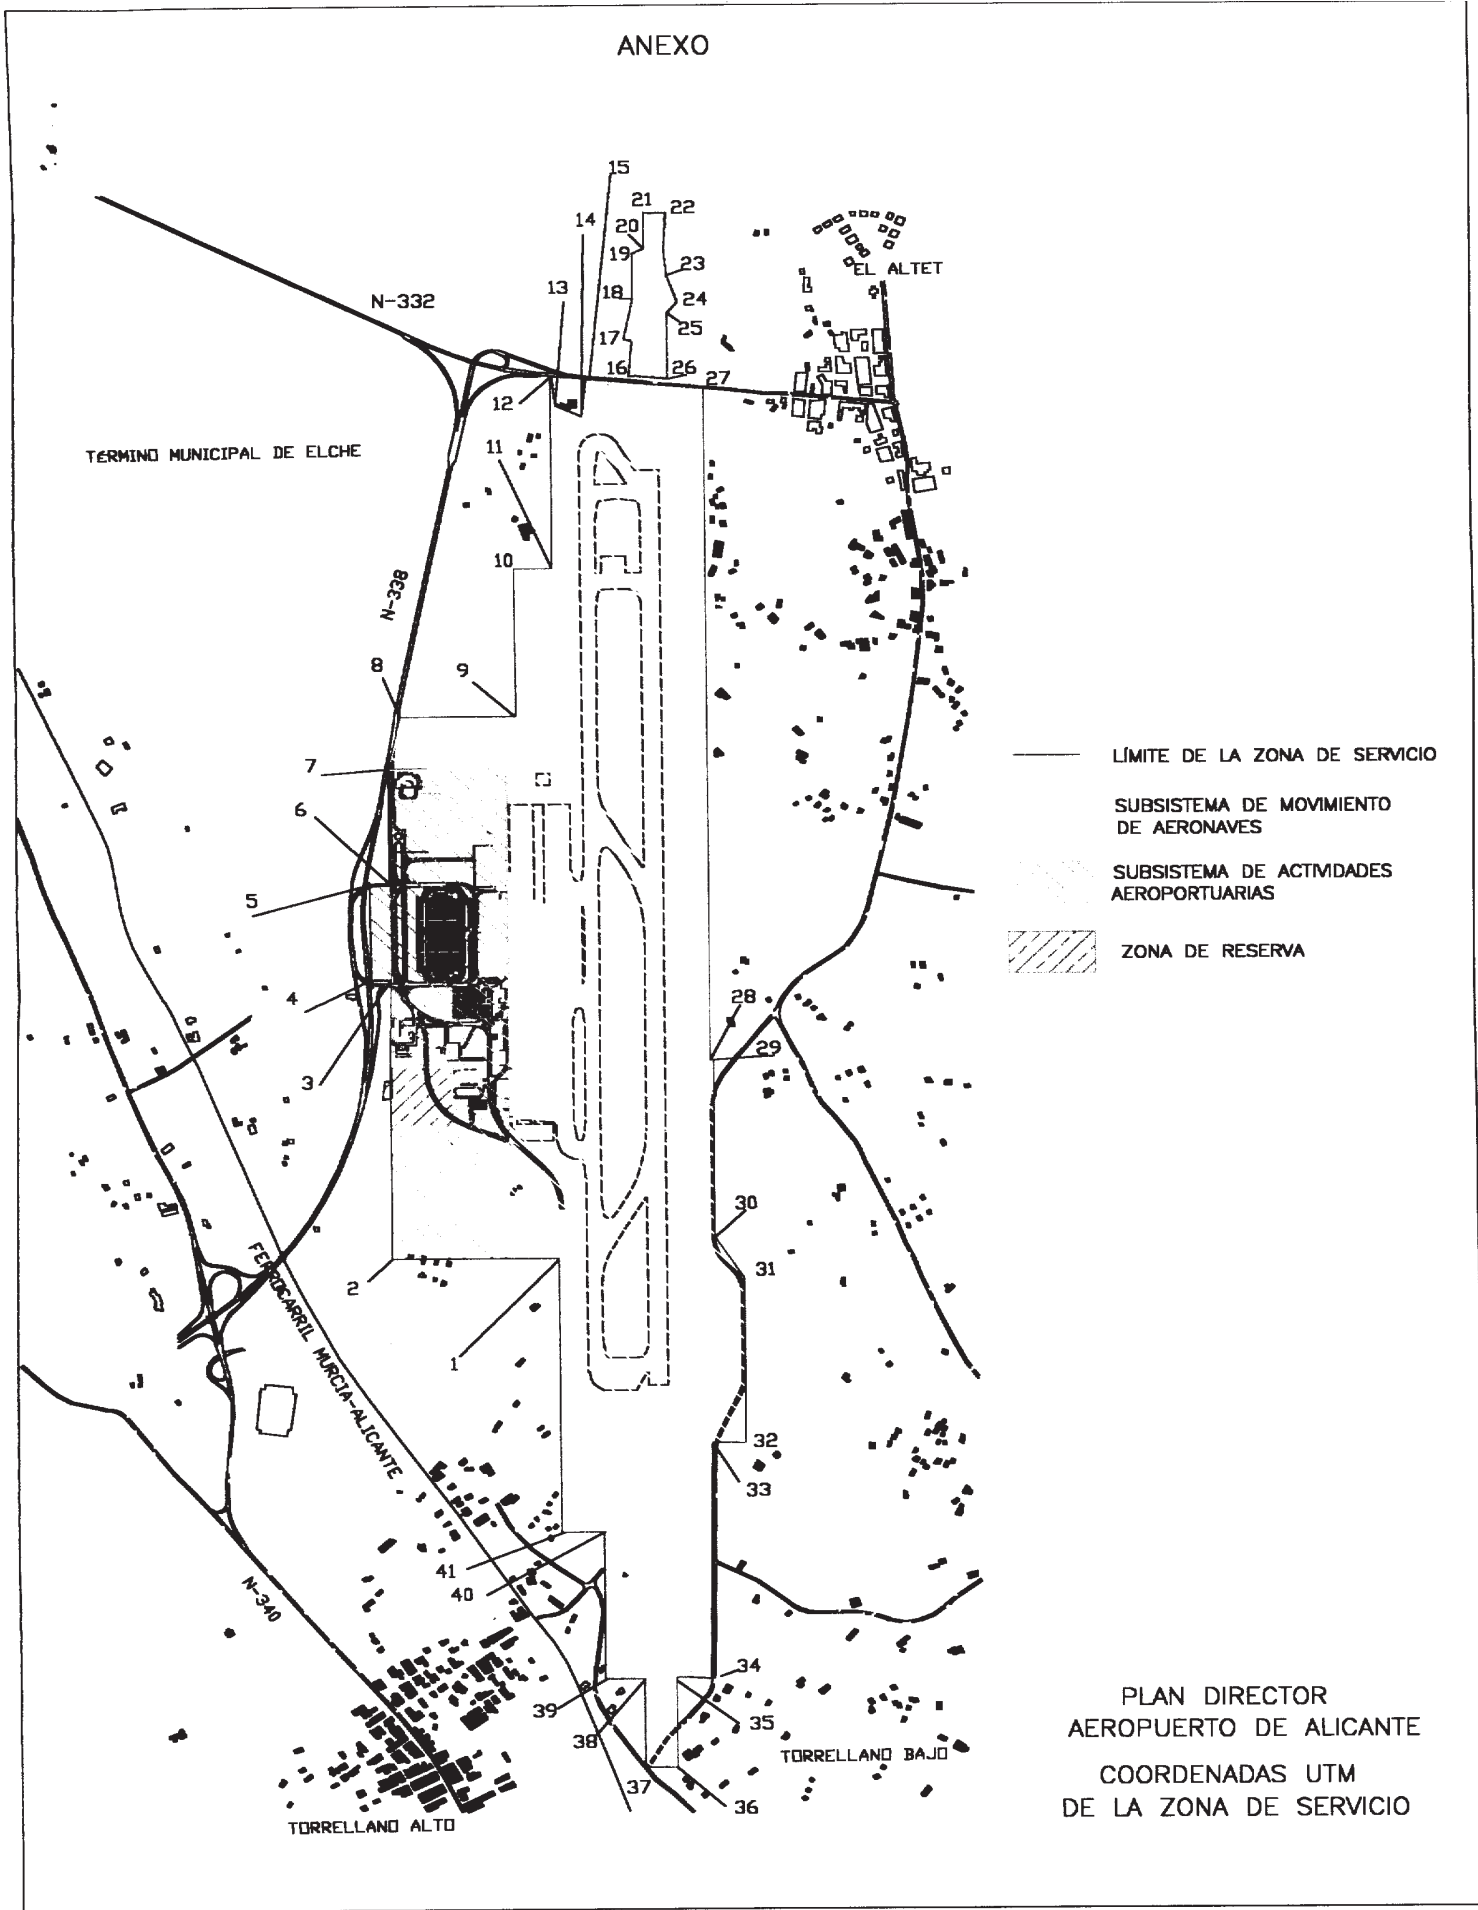 ANEXO
15
21
22
14
20
19
23
EL ALTET
13
18
24
N-332
25
17
16
26
27
12
11
TERMINO MUNICIPAL DE ELCHE
10
N-338
8
9
7
LÍMITE DE LA ZONA DE SERVICIO
6
SUBSISTEMA DE MOVIMIENTO
DE AERONAVES
5
SUBSISTEMA DE ACTIVIDADES
AEROPORTUARIAS
ZONA DE RESERVA
4
28
29
3
30
31
2
FERROCARRIL MURCIA-ALICANTE
1
32
33
41
40
N-340
34
39
35
38
37
36
TORRELLANO BAJO
TORRELLANO ALTO
PLAN DIRECTOR
AEROPUERTO DE ALICANTE
COORDENADAS UTM
DE LA ZONA DE SERVICIO